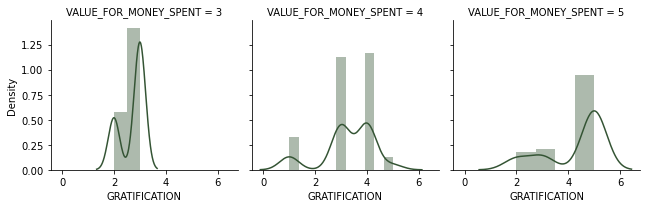 VALUE_FOR_MONEY_SPENT = 3
VALUE_FOR_MONEY_SPENT = 4
VALUE_FOR_MONEY_SPENT = 5
Density
1.25
1.00
0.75
0.50
0.25
0.00
0 2 4 6
0 2 4 6
0 2 4 6
GRATIFICATION
GRATIFICATION
GRATIFICATION